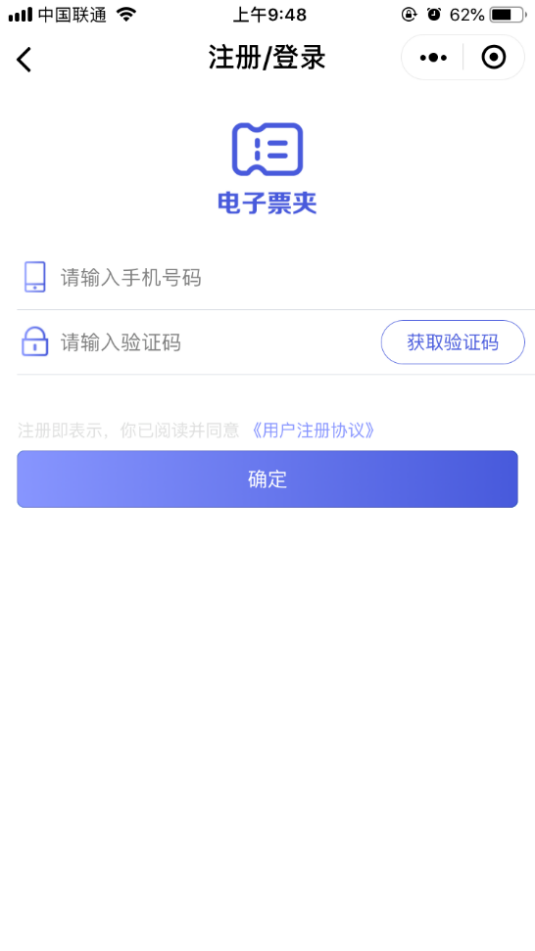 中国联通 上午9:48 62%
注册/登录
电子票夹
请输入手机号码
请输入验证码 获取验证码
注册即表示，你已阅读并同意 《用户注册协议》
确定